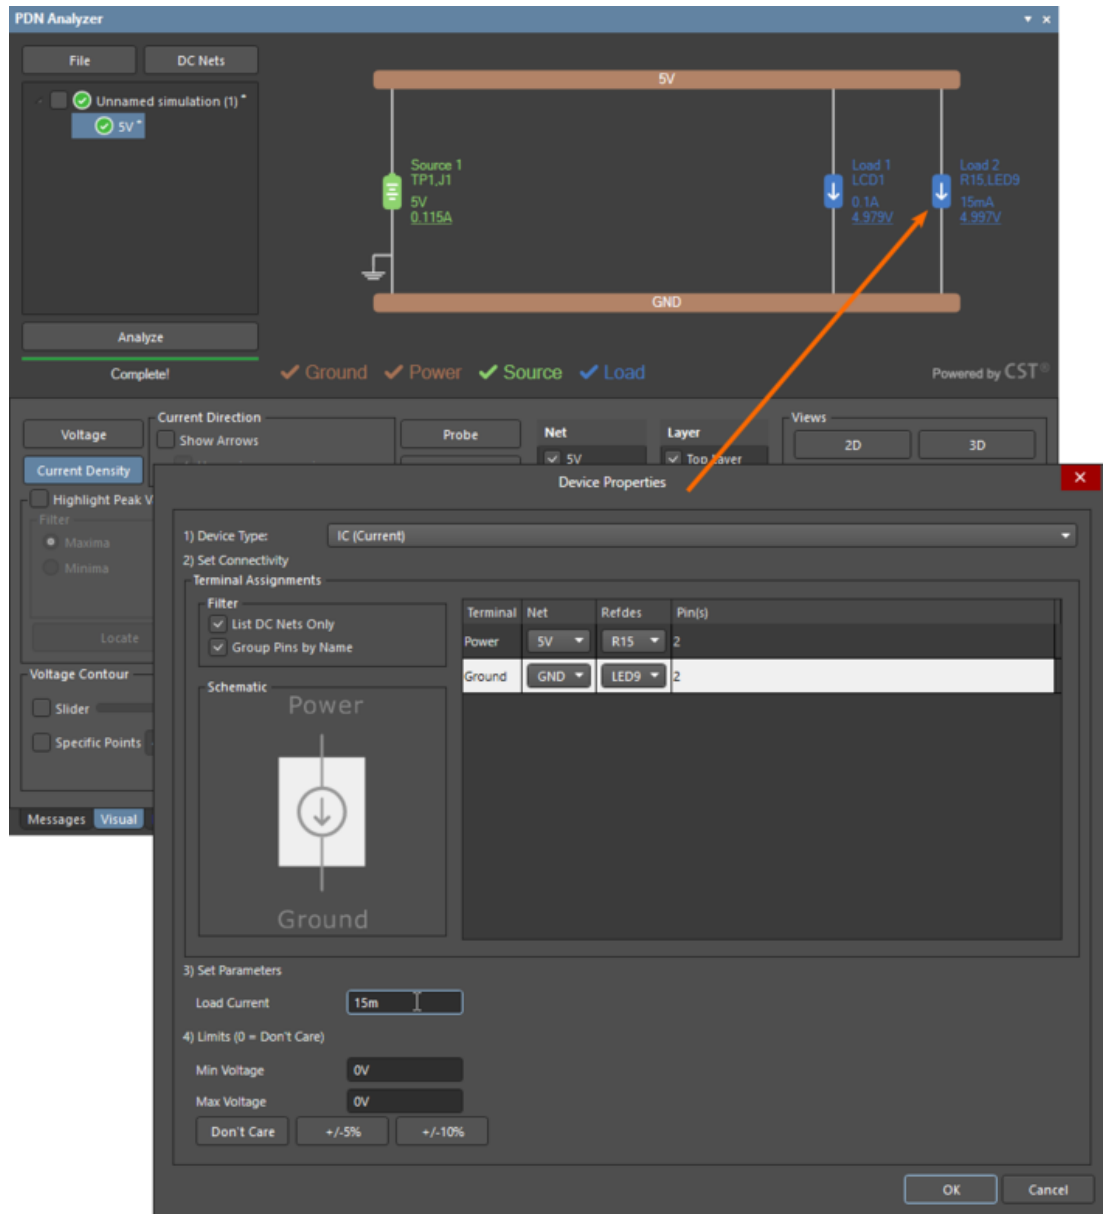 PDN Analyzer
File
DC Nets
Unnamed simulation (1) *
5V *
Analyze
Complete!
5V
Source 1
TP1,J1
5V
0.115A
Load 1
LCD1
0.1A
4.979V
Load 2
R15,LED9
15mA
4.997V
GND
Ground
Power
Source
Load
Powered by CST®
Voltage
Current Density
Current Direction
Show Arrows
Probe
Net
5V
Layer
Top Layer
Views
2D
3D
Highlight Peak V
Filter
Maxima
Minima
Locate
Voltage Contour
Slider
Specific Points
Messages
Visual
Device Properties
1) Device Type:
IC (Current)
2) Set Connectivity
Terminal Assignments
Filter
List DC Nets Only
Group Pins by Name
Schematic
Power
Ground
Terminal Net Refdes Pin(s)
Power 5V R15 2
Ground GND LED9 2
3) Set Parameters
Load Current 15m
4) Limits (0 = Don't Care)
Min Voltage 0V
Max Voltage 0V
Don't Care
+/-5%
+/-10%
OK
Cancel